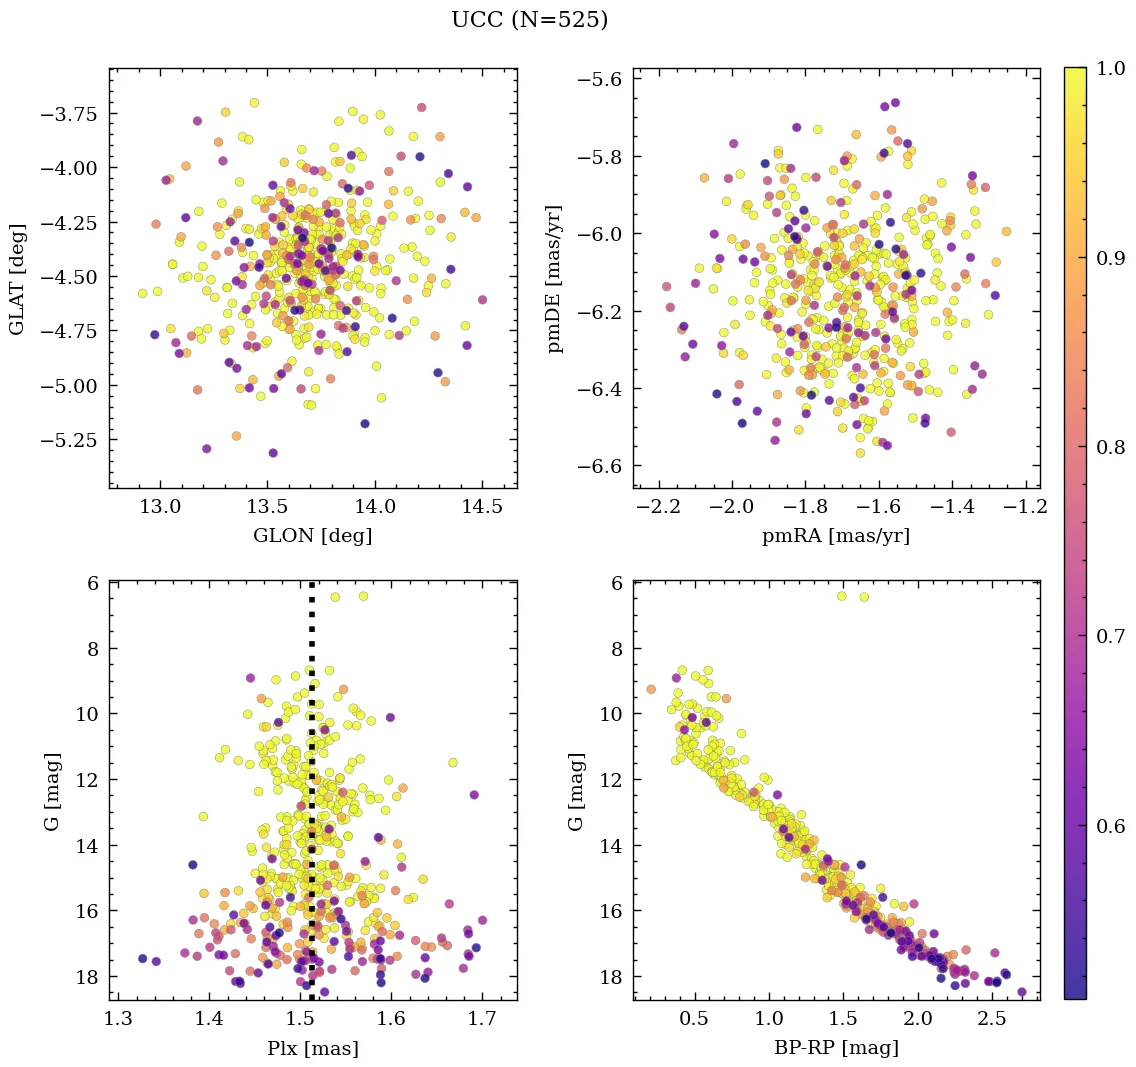 UCC (N=525)
−3.75
−4.00
−4.25
−4.50
−4.75
−5.00
−5.25
GLAT [deg]
13.0 13.5 14.0 14.5
GLON [deg]
−5.6
−5.8
−6.0
−6.2
−6.4
−6.6
pmDE [mas/yr]
−2.2 −2.0 −1.8 −1.6 −1.4 −1.2
pmRA [mas/yr]
6
8
10
12
14
16
18
G [mag]
1.3 1.4 1.5 1.6 1.7
Plx [mas]
6
8
10
12
14
16
18
G [mag]
0.5 1.0 1.5 2.0 2.5
BP-RP [mag]
1.0
0.9
0.8
0.7
0.6